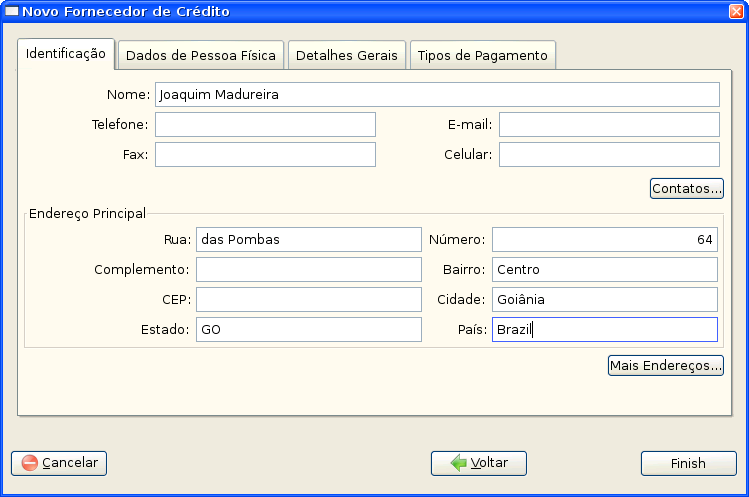 Novo Fornecedor de Crédito
Identificação Dados de Pessoa Física Detalhes Gerais Tipos de Pagamento
Nome: Joaquim Madureira
Telefone: E-mail:
Fax: Celular:
Contatos...
Endereço Principal
Rua: das Pombas Número: 64
Complemento: Bairro: Centro
CEP: Cidade: Goiânia
Estado: GO País: Brazil
Mais Endereços...
Cancelar Voltar Finish